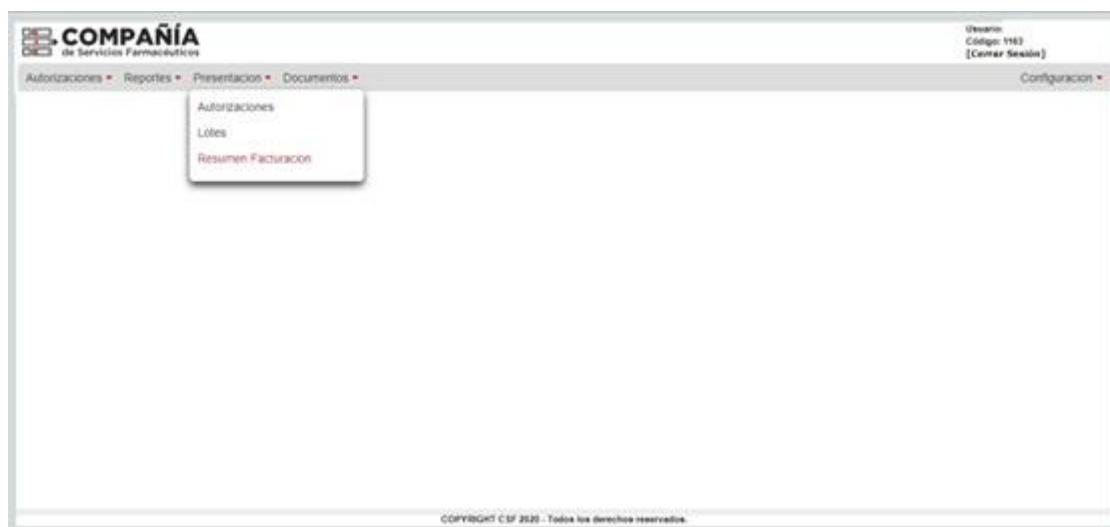 COMPAÑÍA
de Servicios Farmacéuticos
Usuario:
Código: 1163
[Cerrar Sesión]
Autorizaciones Reportes Presentacion Documentos Configuracion
Autorizaciones
Lotes
Resumen Facturacion
COPYRIGHT CSF 2020 - Todos los derechos reservados.